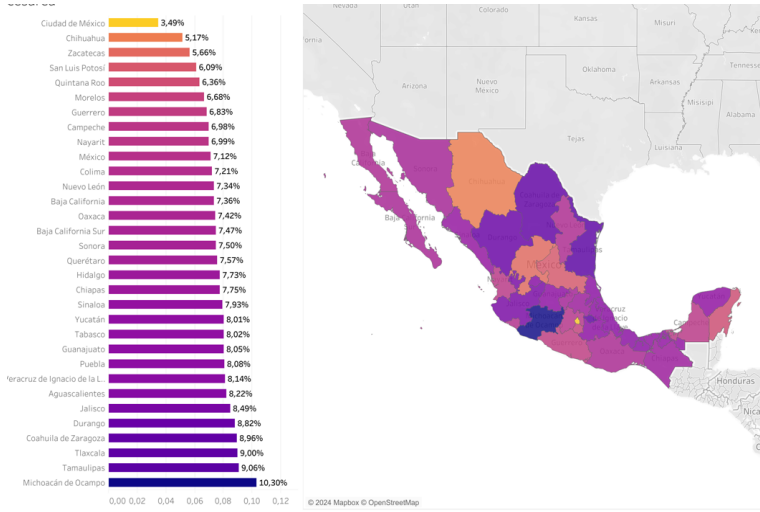 Ciudad de México 3,49%
Chihuahua 5,17%
Zacatecas 5,66%
San Luis Potosí 6,09%
Quintana Roo 6,36%
Morelos 6,68%
Guerrero 6,83%
Campeche 6,98%
Nayarit 6,99%
México 7,12%
Colima 7,21%
Nuevo León 7,34%
Baja California 7,36%
Oaxaca 7,42%
Baja California Sur 7,47%
Sonora 7,50%
Querétaro 7,57%
Hidalgo 7,73%
Chiapas 7,75%
Sinaloa 7,93%
Yucatán 8,01%
Tabasco 8,02%
Guanajuato 8,05%
Puebla 8,08%
eracruz de Ignacio de la L.. 8,14%
Aguascalientes 8,22%
Jalisco 8,49%
Durango 8,82%
Coahuila de Zaragoza 8,96%
Tlaxcala 9,00%
Tamaulipas 9,06%
Michoacán de Ocampo 10,30%
0,00 0,02 0,04 0,06 0,08 0,10 0,12
Nevada
Utah
Colorado
Kansas
Misuri
fornia
Arizona
Nuevo
México
Oklahoma
Arkansas
Tennesse
Misisipi
Alabama
Tejas
Luisiana
Baja California
México
Honduras
Nica
© 2024 Mapbox © OpenStreetMap